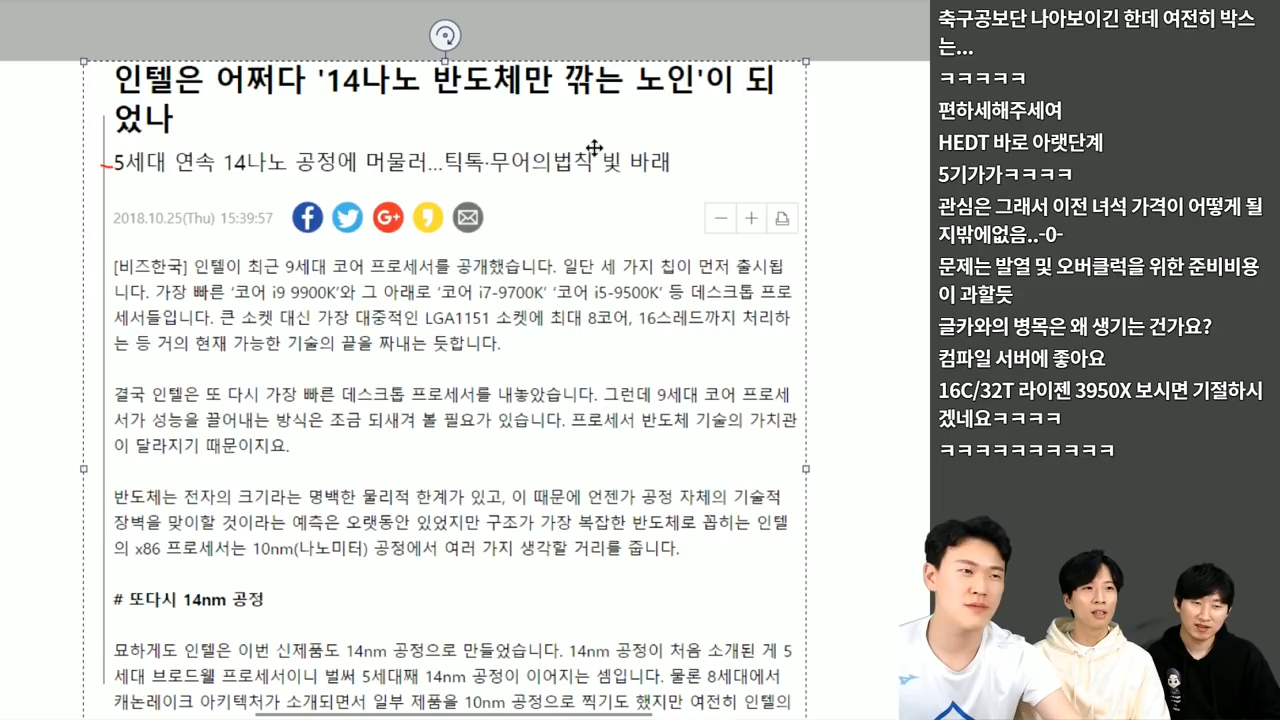 인텔은 어쩌다 '14나노 반도체만 깎는 노인'이 되
었나
5세대 연속 14나노 공정에 머물러...틱톡·무어의법칙 빛 바래
2018.10.25(Thu) 15:39:57
[비즈한국] 인텔이 최근 9세대 코어 프로세서를 공개했습니다. 일단 세 가지 칩이 먼저 출시됩
니다. 가장 빠른 ‘코어 i9 9900K’와 그 아래로 ‘코어 i7-9700K’ ‘코어 i5-9500K’ 등 데스크톱 프로
세서들입니다. 큰 소켓 대신 가장 대중적인 LGA1151 소켓에 최대 8코어, 16스레드까지 처리하
는 등 거의 현재 가능한 기술의 끝을 짜내는 듯합니다.
결국 인텔은 또 다시 가장 빠른 데스크톱 프로세서를 내놓았습니다. 그런데 9세대 코어 프로세
서가 성능을 끌어내는 방식은 조금 되새겨 볼 필요가 있습니다. 프로세서 반도체 기술의 가치관
이 달라지기 때문이지요.
반도체는 전자의 크기라는 명백한 물리적 한계가 있고, 이 때문에 언젠가 공정 자체의 기술적
장벽을 맞이할 것이라는 예측은 오랫동안 있었지만 구조가 가장 복잡한 반도체로 꼽히는 인텔
의 x86 프로세서는 10nm(나노미터) 공정에서 여러 가지 생각할 거리를 줍니다.
# 또다시 14nm 공정
묘하게도 인텔은 이번 신제품도 14nm 공정으로 만들었습니다. 14nm 공정이 처음 소개된 게 5
세대 브로드웰 프로세서이니 벌써 5세대째 14nm 공정이 이어지는 셈입니다. 물론 8세대에서
캐논레이크 아키텍처가 소개되면서 일부 제품을 10nm 공정으로 찍기도 했지만 여전히 인텔의
축구공보단 나아보이긴 한데 여전히 박스
는...
ㅋㅋㅋㅋㅋ
편하세해주세여
HEDT 바로 아랫단계
5기가가ㅋㅋㅋㅋ
관심은 그래서 이전 녀석 가격이 어떻게 될
지밖에없음..-0-
문제는 발열 및 오버클럭을 위한 준비비용
이 과할듯
글카와의 병목은 왜 생기는 건가요?
컴파일 서버에 좋아요
16C/32T 라이젠 3950X 보시면 기절하시
겠네요ㅋㅋㅋㅋ
ㅋㅋㅋㅋㅋㅋㅋㅋㅋㅋ